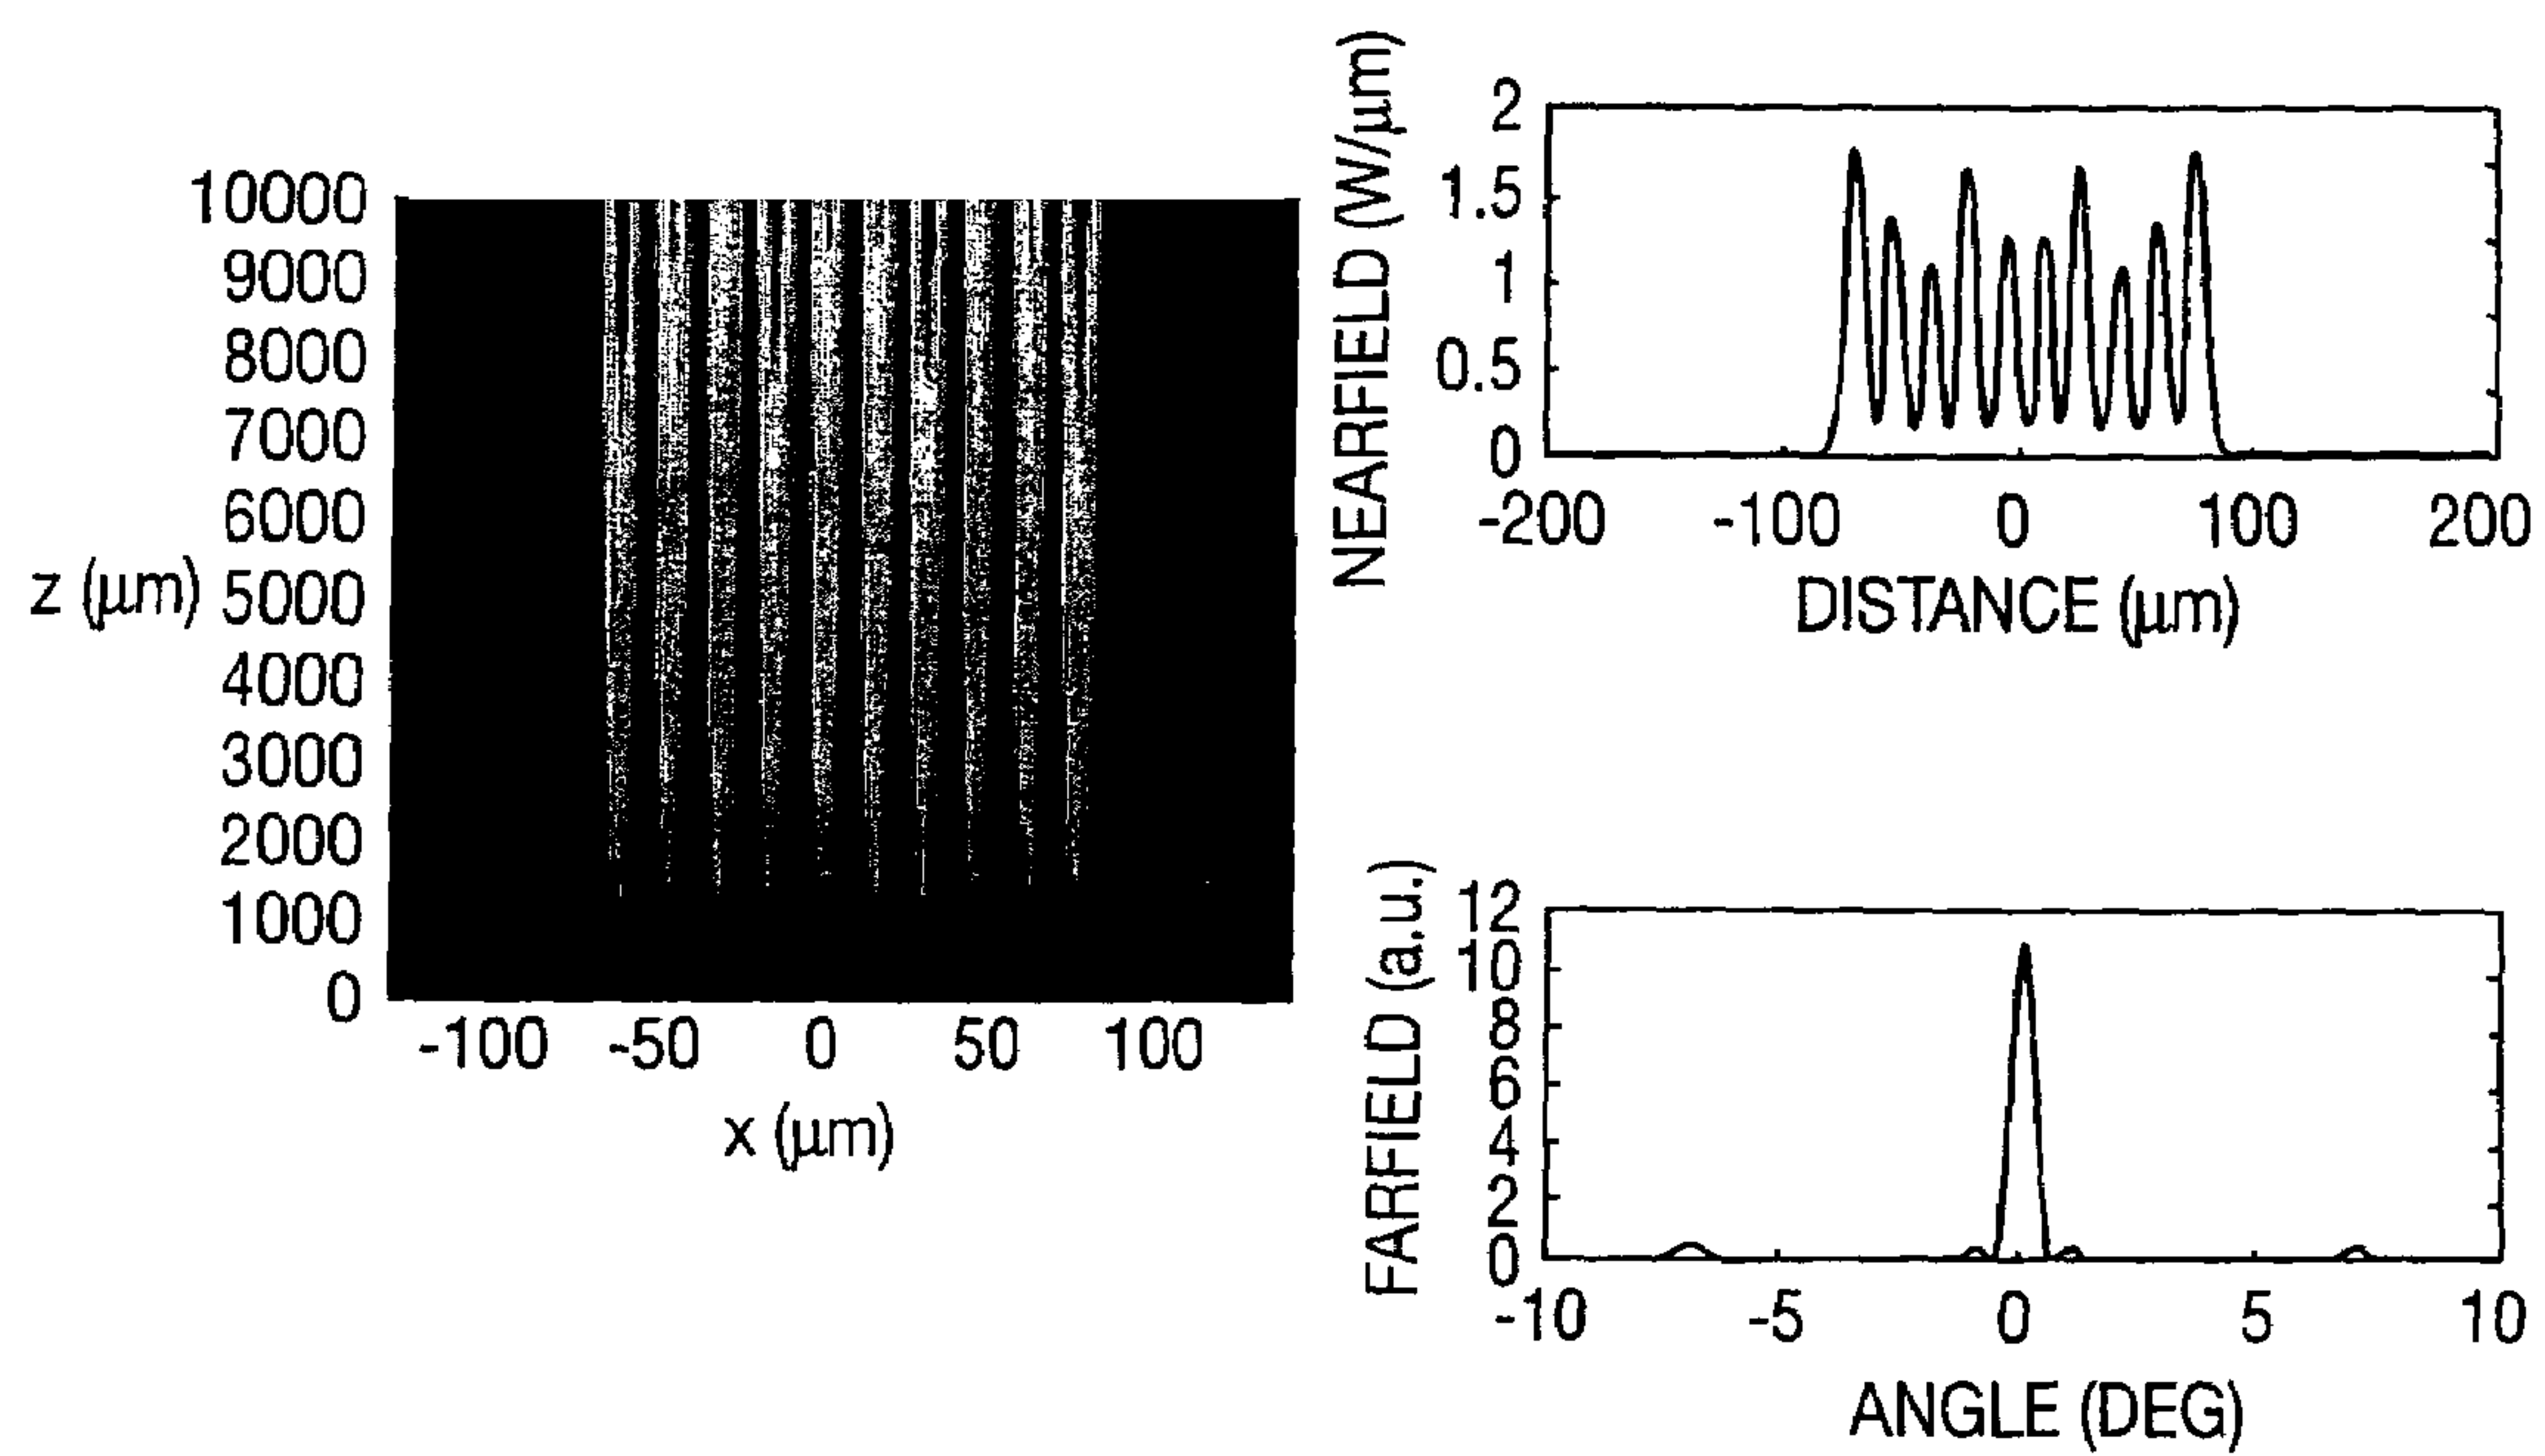 10000
9000
8000
7000
6000
z (μm) 5000
4000
3000
2000
1000
0
-100 -50 0 50 100
x (μm)
NEARFIELD (W/μm)
2
1.5
1
0.5
0
-200 -100 0 100 200
DISTANCE (μm)
FARFIELD (a.u.)
12
10
8
6
4
2
0
-10 -5 0 5 10
ANGLE (DEG)